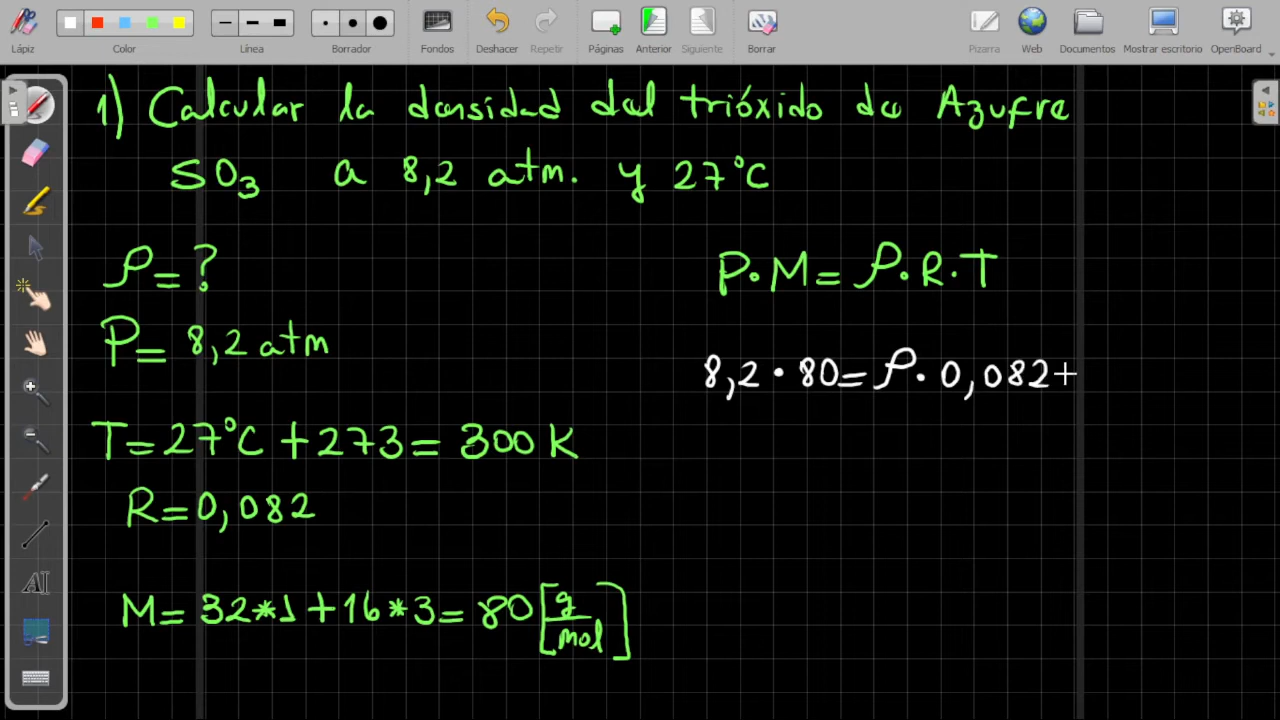 Lápiz Color Línea Borrador Fondos Deshacer Repetir Páginas Anterior Siguiente Borrar Pizarra Web Documentos Mostrar escritorio OpenBoard
1) Calcular la densidad del trióxido de Azufre
SO3 a 8,2 atm. y 27°C
ρ=?
P·M=ρ·R·T
P=8,2 atm
8,2·80=ρ·0,082
T=27°C+273=300 K
R=0,082
M=32*1+16*3=80[g/mol]
AI